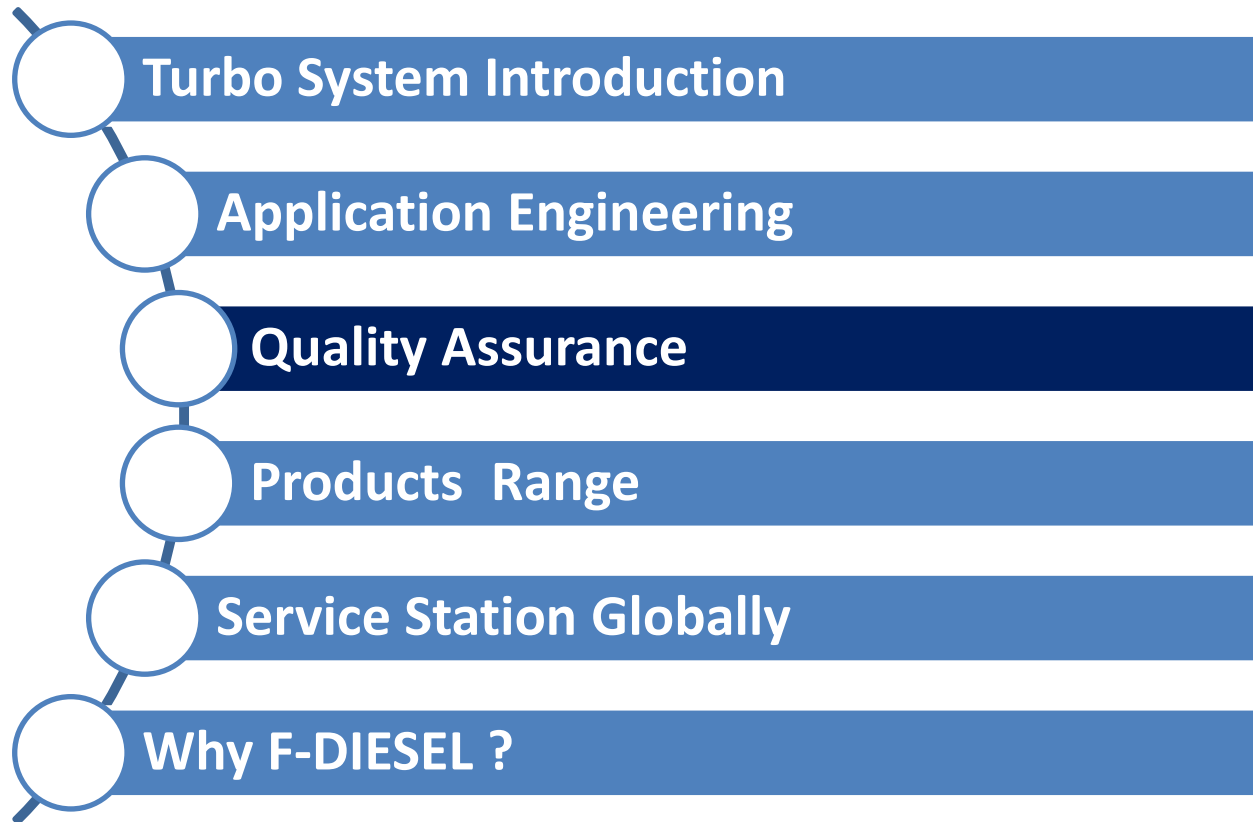 Turbo System Introduction
Application Engineering
Quality Assurance
Products  Range
Service Station Globally
Why F-DIESEL ?